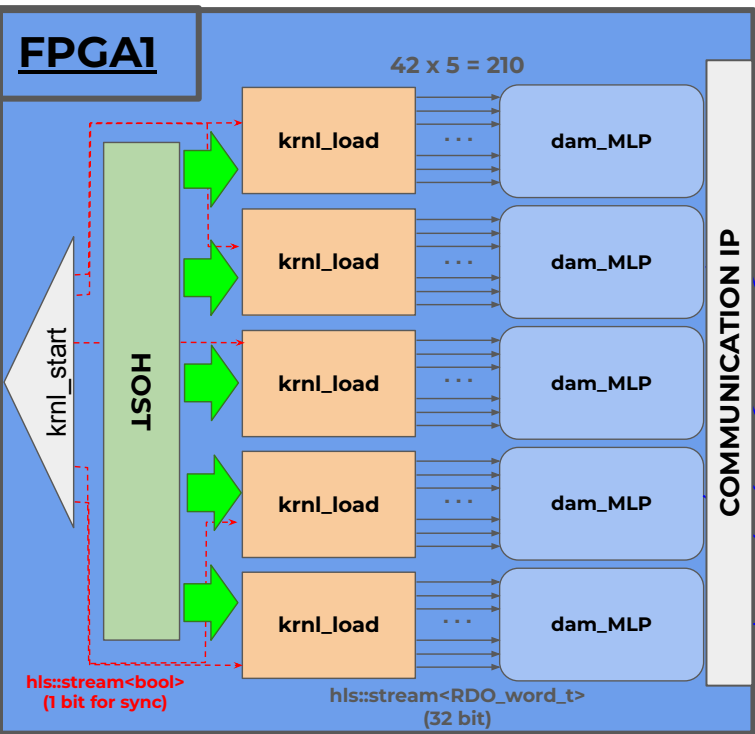 FPGA1
42 x 5 = 210
krnl_load
. . .
dam_MLP
krnl_load
. . .
dam_MLP
krnl_start
HOST
krnl_load
. . .
dam_MLP
COMMUNICATION IP
krnl_load
. . .
dam_MLP
krnl_load
. . .
dam_MLP
hls::stream<bool>
(1 bit for sync)
hls::stream<RDO_word_t>
(32 bit)